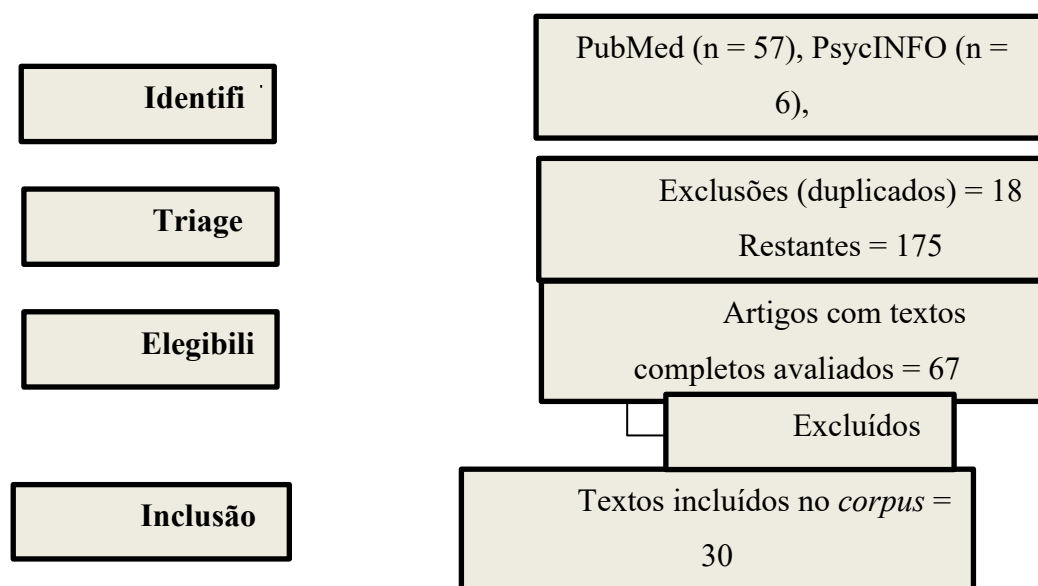 Identifi
PubMed (n = 57), PsycINFO (n =
6),
Triage
Exclusões (duplicados) = 18
Restantes = 175
Elegibili
Artigos com textos
completos avaliados = 67
Excluídos
Inclusão
Textos incluídos no corpus =
30